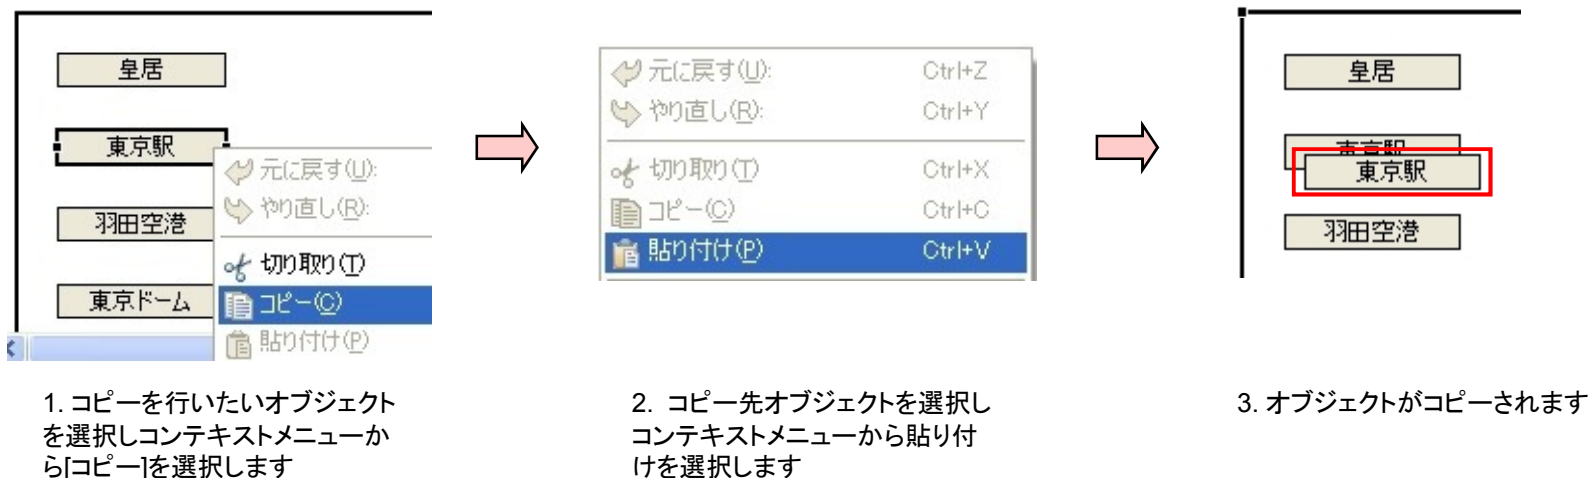 皇居
東京駅
羽田空港
東京ドーム
元に戻す(U):
やり直し(R):
切り取り(T)
コピー(C)
貼り付け(P)
元に戻す(U): Ctrl+Z
やり直し(R): Ctrl+Y
切り取り(T) Ctrl+X
コピー(C) Ctrl+C
貼り付け(P) Ctrl+V
皇居
東京駅
東京駅
羽田空港
1. コピーを行いたいオブジェクト
を選択しコンテキストメニューか
ら[コピー]を選択します
2. コピー先オブジェクトを選択し
コンテキストメニューから貼り付
けを選択します
3. オブジェクトがコピーされます